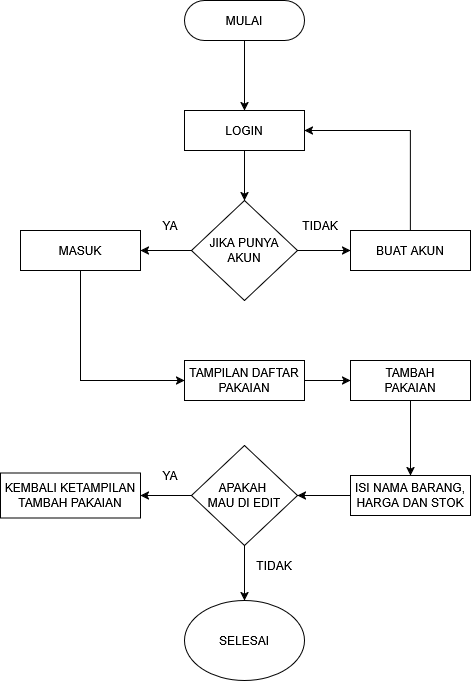 MULAI
LOGIN
JIKA PUNYA
AKUN
YA
TIDAK
MASUK
BUAT AKUN
TAMPILAN DAFTAR
PAKAIAN
TAMBAH
PAKAIAN
ISI NAMA BARANG,
HARGA DAN STOK
APAKAH
MAU DI EDIT
YA
KEMBALI KETAMPILAN
TAMBAH PAKAIAN
TIDAK
SELESAI